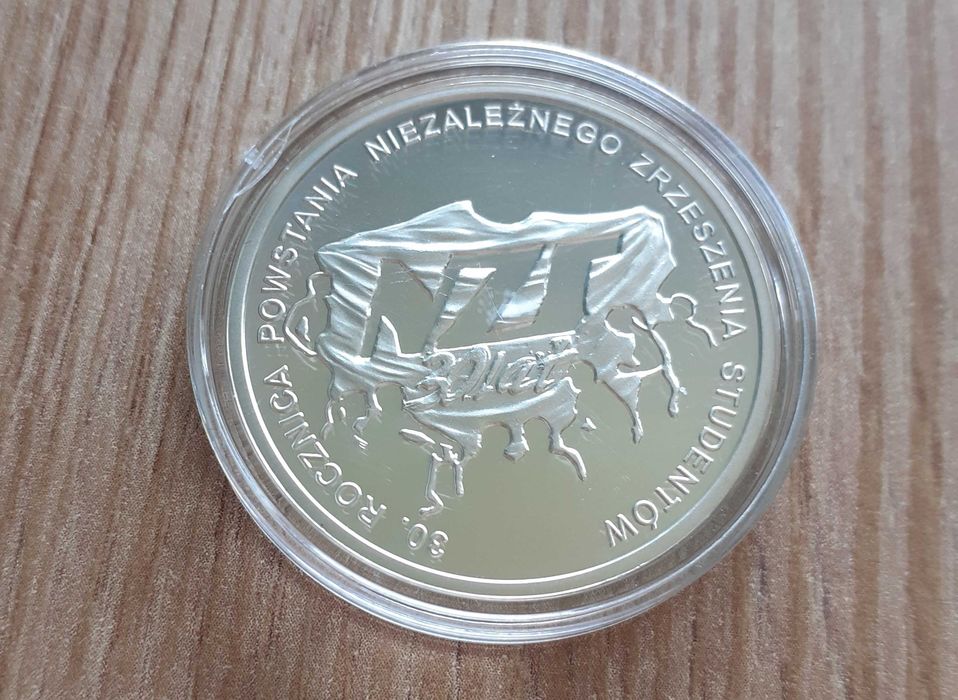 30. ROCZNICA POWSTANIA NIEZALEŻNEGO ZRZESZENIA STUDENTÓW
NZS
30 lat